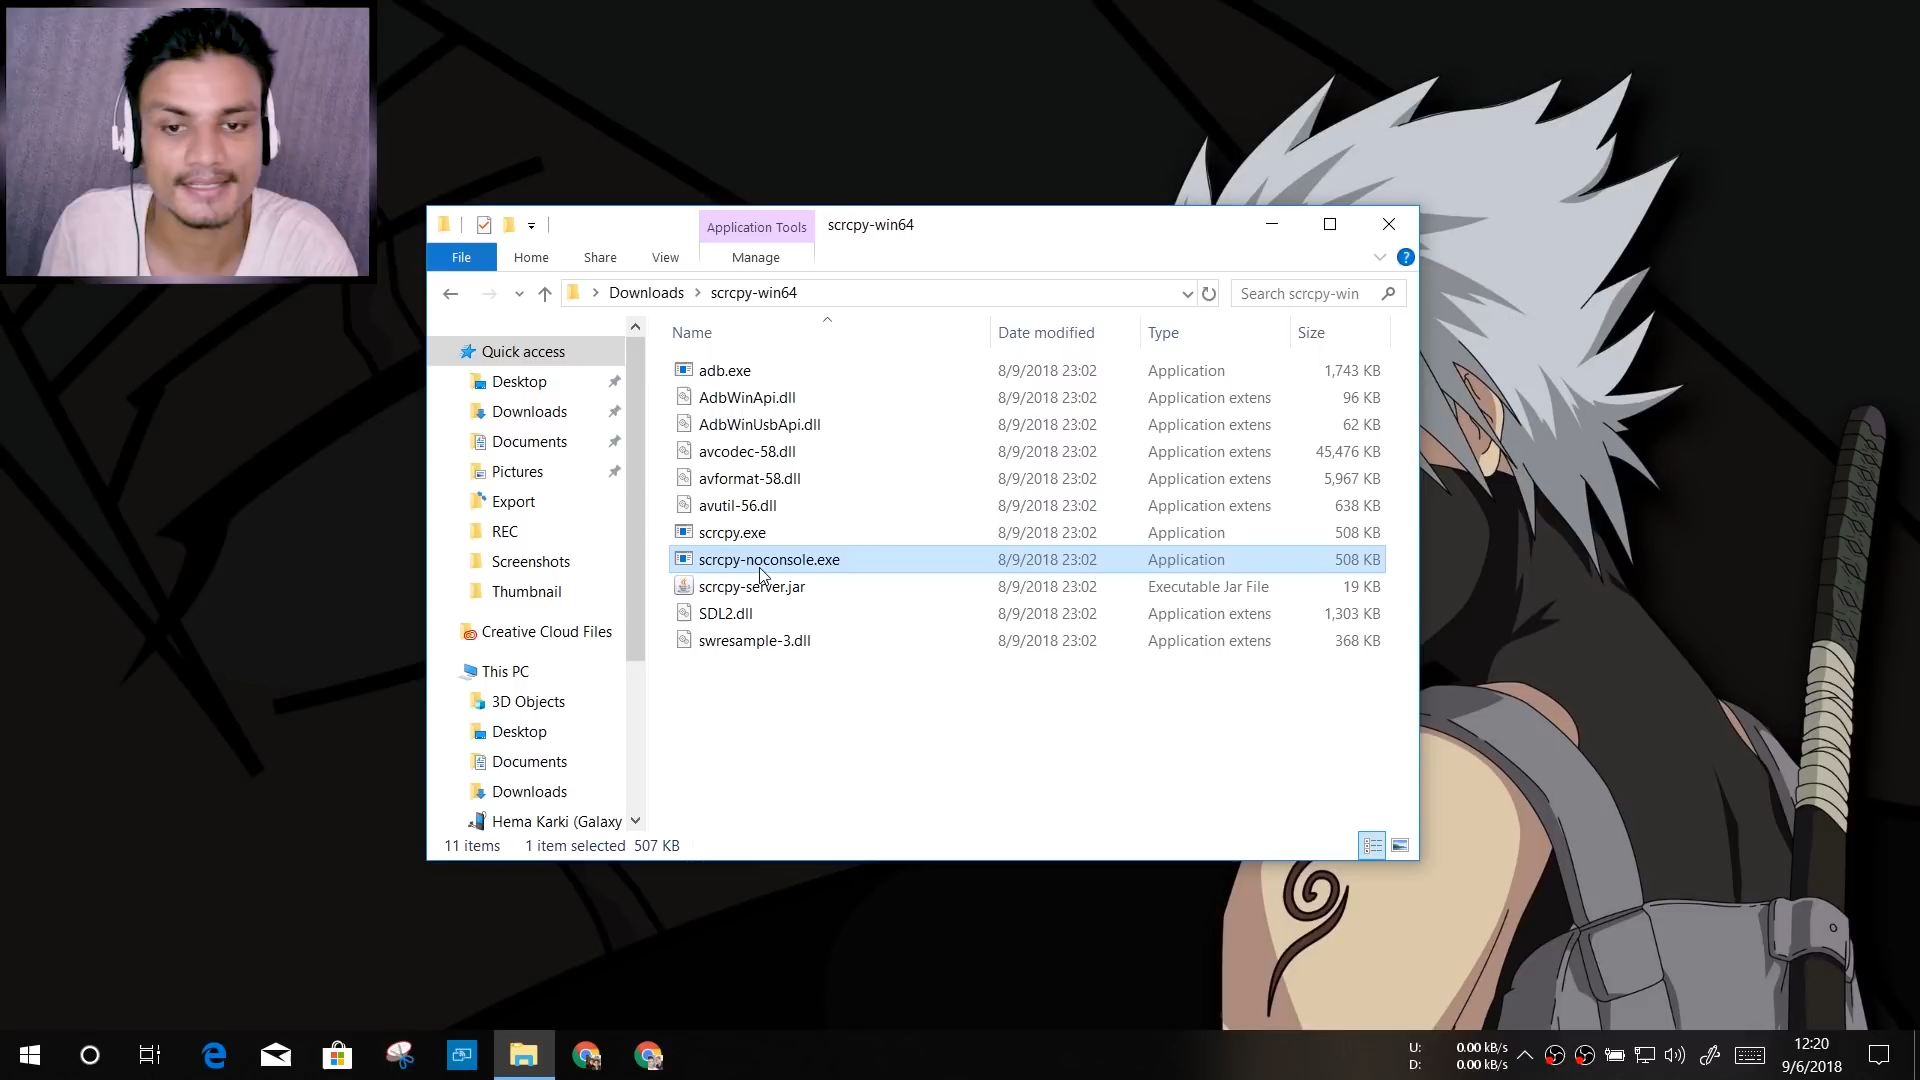 Application Tools
scrcpy-win64
File
Home
Share
View
Manage
?
Downloads
scrcpy-win64
Search scrcpy-win
Name
Date modified
Type
Size
Quick access
Desktop
Downloads
Documents
Pictures
Export
REC
Screenshots
Thumbnail
Creative Cloud Files
This PC
3D Objects
Desktop
Documents
Downloads
Hema Karki (Galaxy
adb.exe 8/9/2018 23:02 Application 1,743 KB
AdbWinApi.dll 8/9/2018 23:02 Application extens 96 KB
AdbWinUsbApi.dll 8/9/2018 23:02 Application extens 62 KB
avcodec-58.dll 8/9/2018 23:02 Application extens 45,476 KB
avformat-58.dll 8/9/2018 23:02 Application extens 5,967 KB
avutil-56.dll 8/9/2018 23:02 Application extens 638 KB
scrcpy.exe 8/9/2018 23:02 Application 508 KB
scrcpy-noconsole.exe 8/9/2018 23:02 Application 508 KB
scrcpy-server.jar 8/9/2018 23:02 Executable Jar File 19 KB
SDL2.dll 8/9/2018 23:02 Application extens 1,303 KB
swresample-3.dll 8/9/2018 23:02 Application extens 368 KB
11 items 1 item selected 507 KB
U: 0.00 kB/s
D: 0.00 kB/s
12:20
9/6/2018